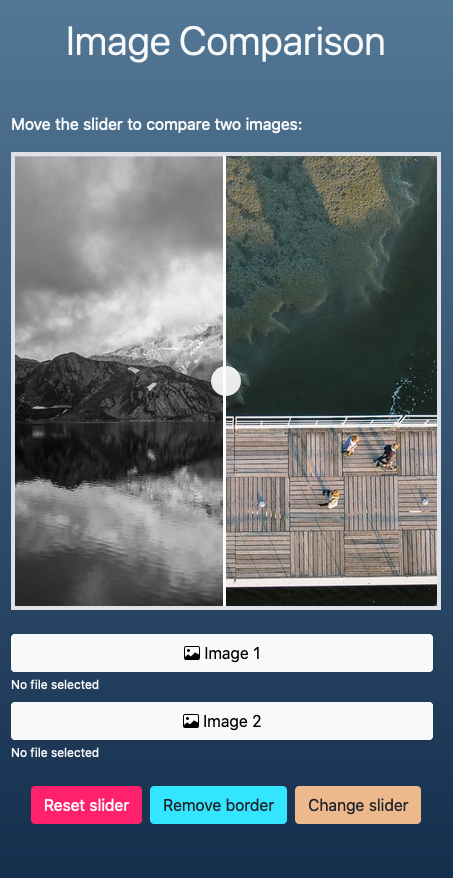 Image Comparison
Move the slider to compare two images:
Image 1
No file selected
Image 2
No file selected
Reset slider Remove border Change slider